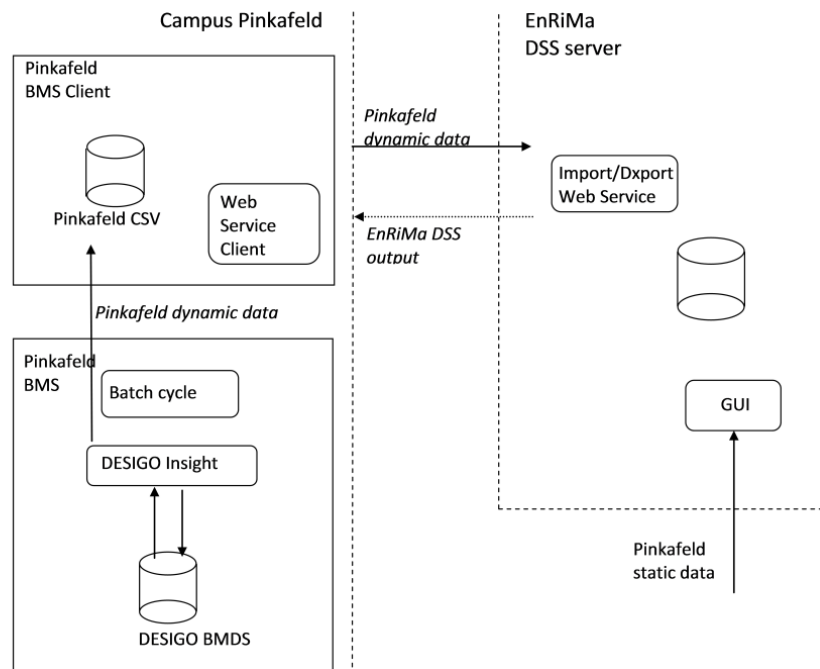 Campus Pinkafeld
EnRiMa
DSS server
Pinkafeld
BMS Client
Pinkafeld CSV
Web
Service
Client
Pinkafeld
dynamic data
Import/Dxport
Web Service
EnRiMa DSS
output
Pinkafeld dynamic data
Pinkafeld
BMS
Batch cycle
DESIGO Insight
DESIGO BMDS
GUI
Pinkafeld
static data